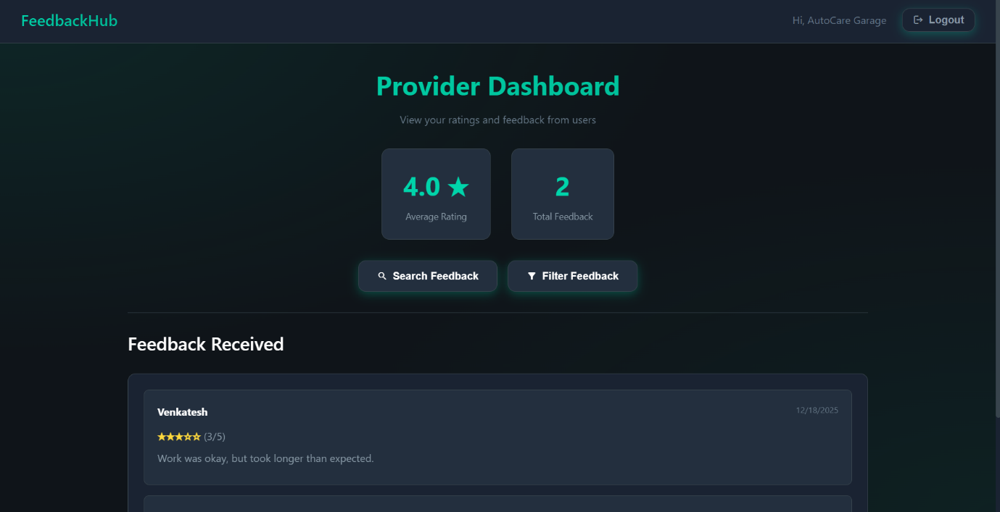 FeedbackHub
Hi, AutoCare Garage
Logout
Provider Dashboard
View your ratings and feedback from users
4.0 ★
Average Rating
2
Total Feedback
Search Feedback
Filter Feedback
Feedback Received
Venkatesh
12/18/2025
★★★☆☆ (3/5)
Work was okay, but took longer than expected.